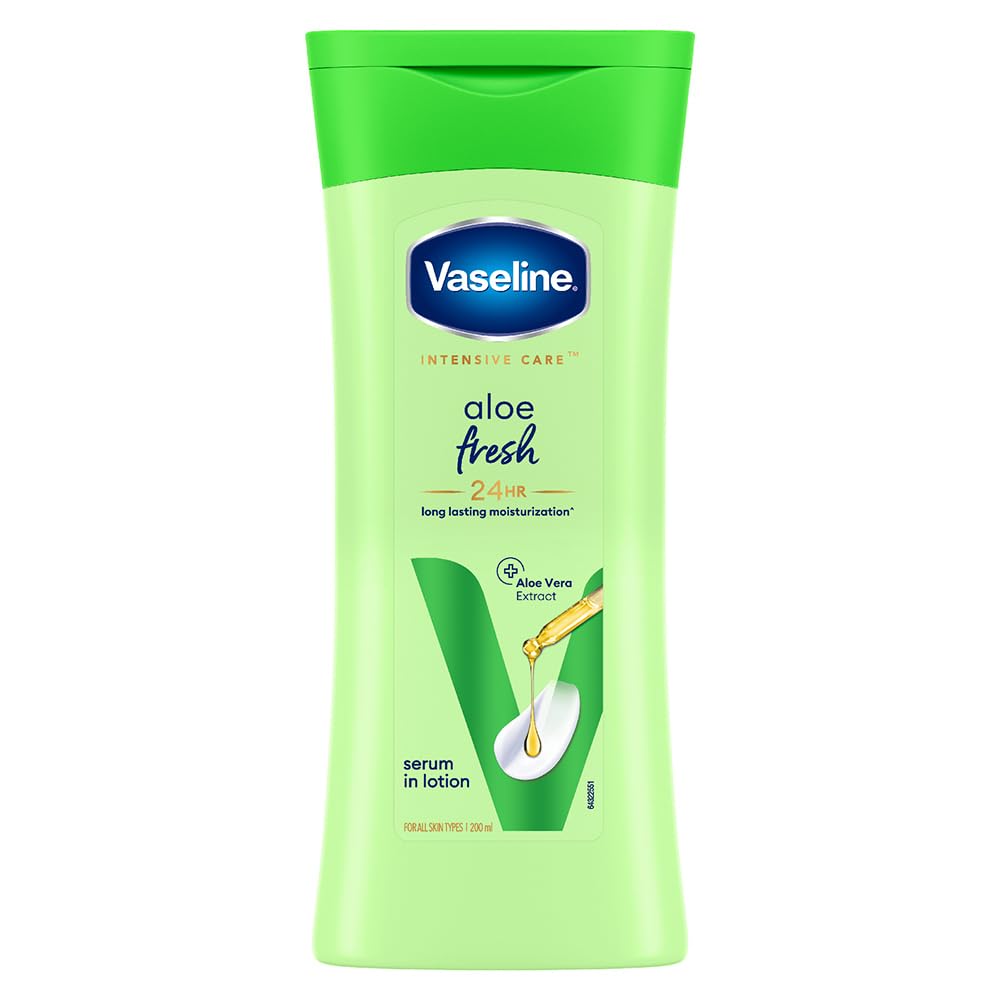 Vaseline®
INTENSIVE CARE™
aloe
fresh
24HR
long lasting moisturization^
Aloe Vera
Extract
serum
in lotion
64322551
FOR ALL SKIN TYPES | 200 ml